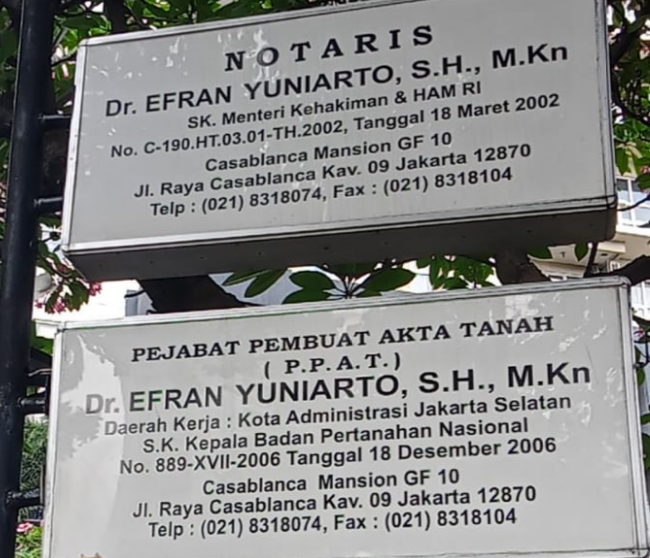 NOTARIS
Dr. EFRAN YUNIARTO, S.H., M.Kn
SK. Menteri Kehakiman & HAM RI
No. C-190.HT.03.01-TH.2002, Tanggal 18 Maret 2002
Casablanca Mansion GF 10
Jl. Raya Casablanca Kav. 09 Jakarta 12870
Telp : (021) 8318074, Fax : (021) 8318104
PEJABAT PEMBUAT AKTA TANAH
( P.P.A.T.)
Dr. EFRAN YUNIARTO, S.H., M.Kn
Daerah Kerja : Kota Administrasi Jakarta Selatan
S.K. Kepala Badan Pertanahan Nasional
No. 889-XVII-2006 Tanggal 18 Desember 2006
Casablanca Mansion GF 10
Jl. Raya Casablanca Kav. 09 Jakarta 12870
Telp : (021) 8318074, Fax : (021) 8318104